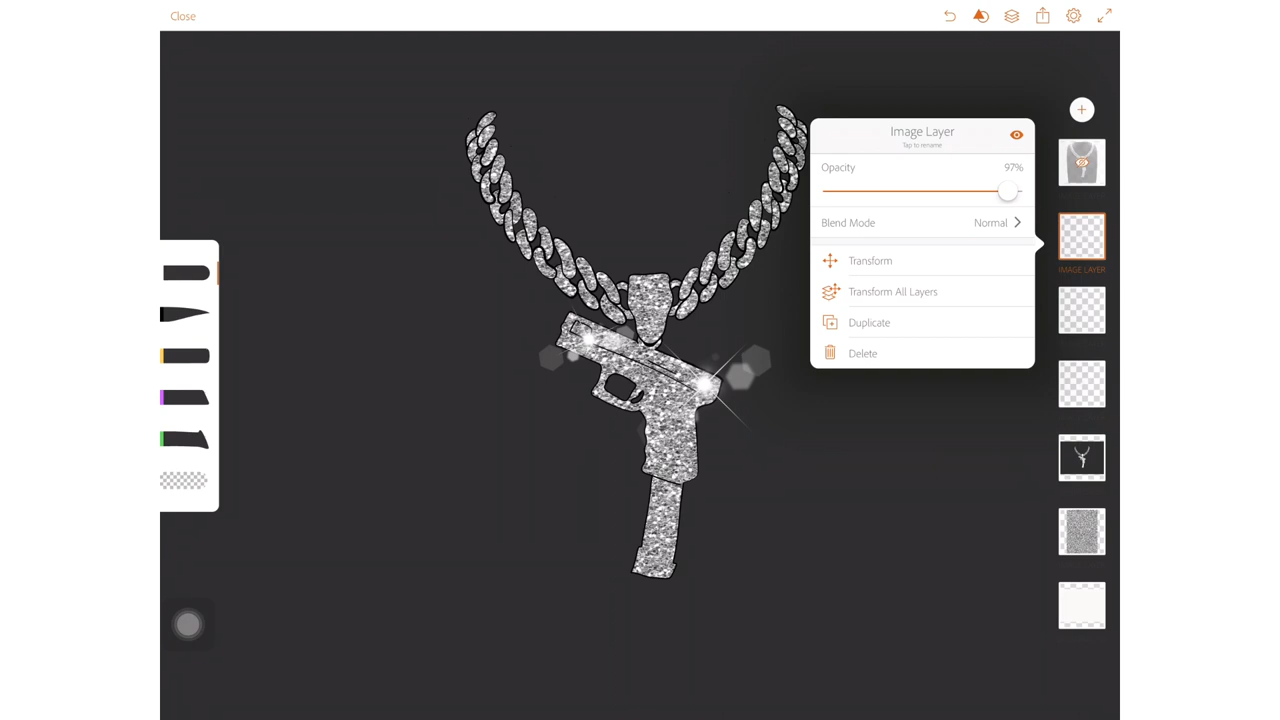 Close
Image Layer
Tap to rename
Opacity 97%
Blend Mode Normal
Transform
Transform All Layers
Duplicate
Delete
IMAGE LAYER